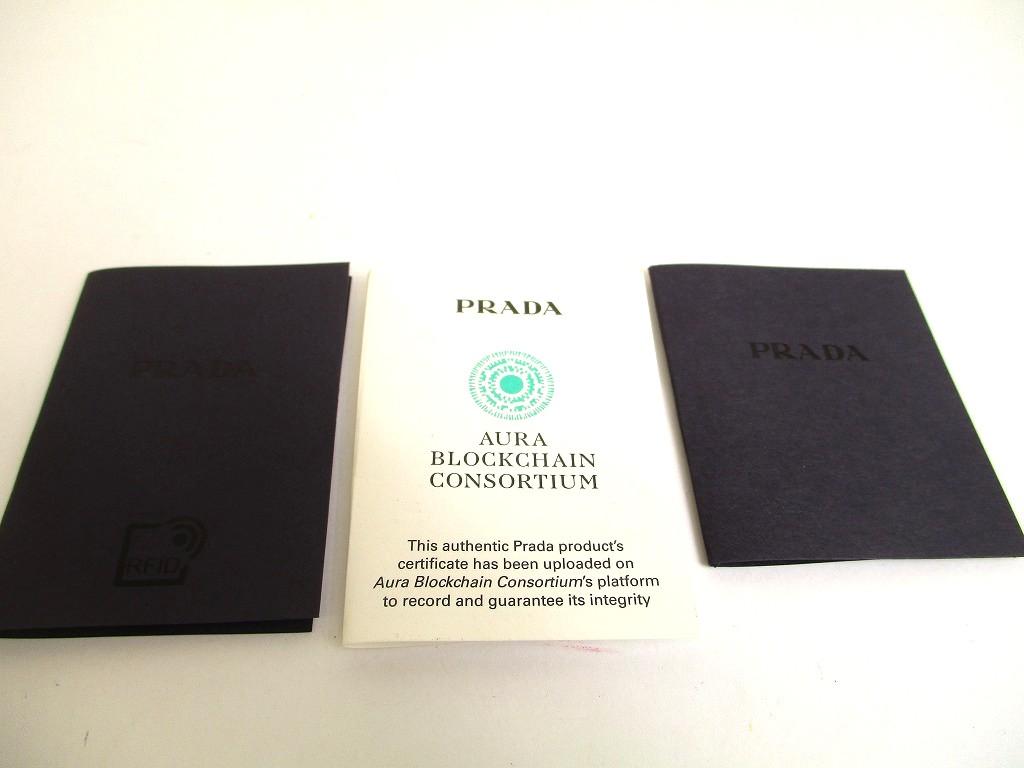 PRADA
RFID
PRADA
AURA
BLOCKCHAIN
CONSORTIUM
This authentic Prada product's
certificate has been uploaded on
Aura Blockchain Consortium's platform
to record and guarantee its integrity
PRADA